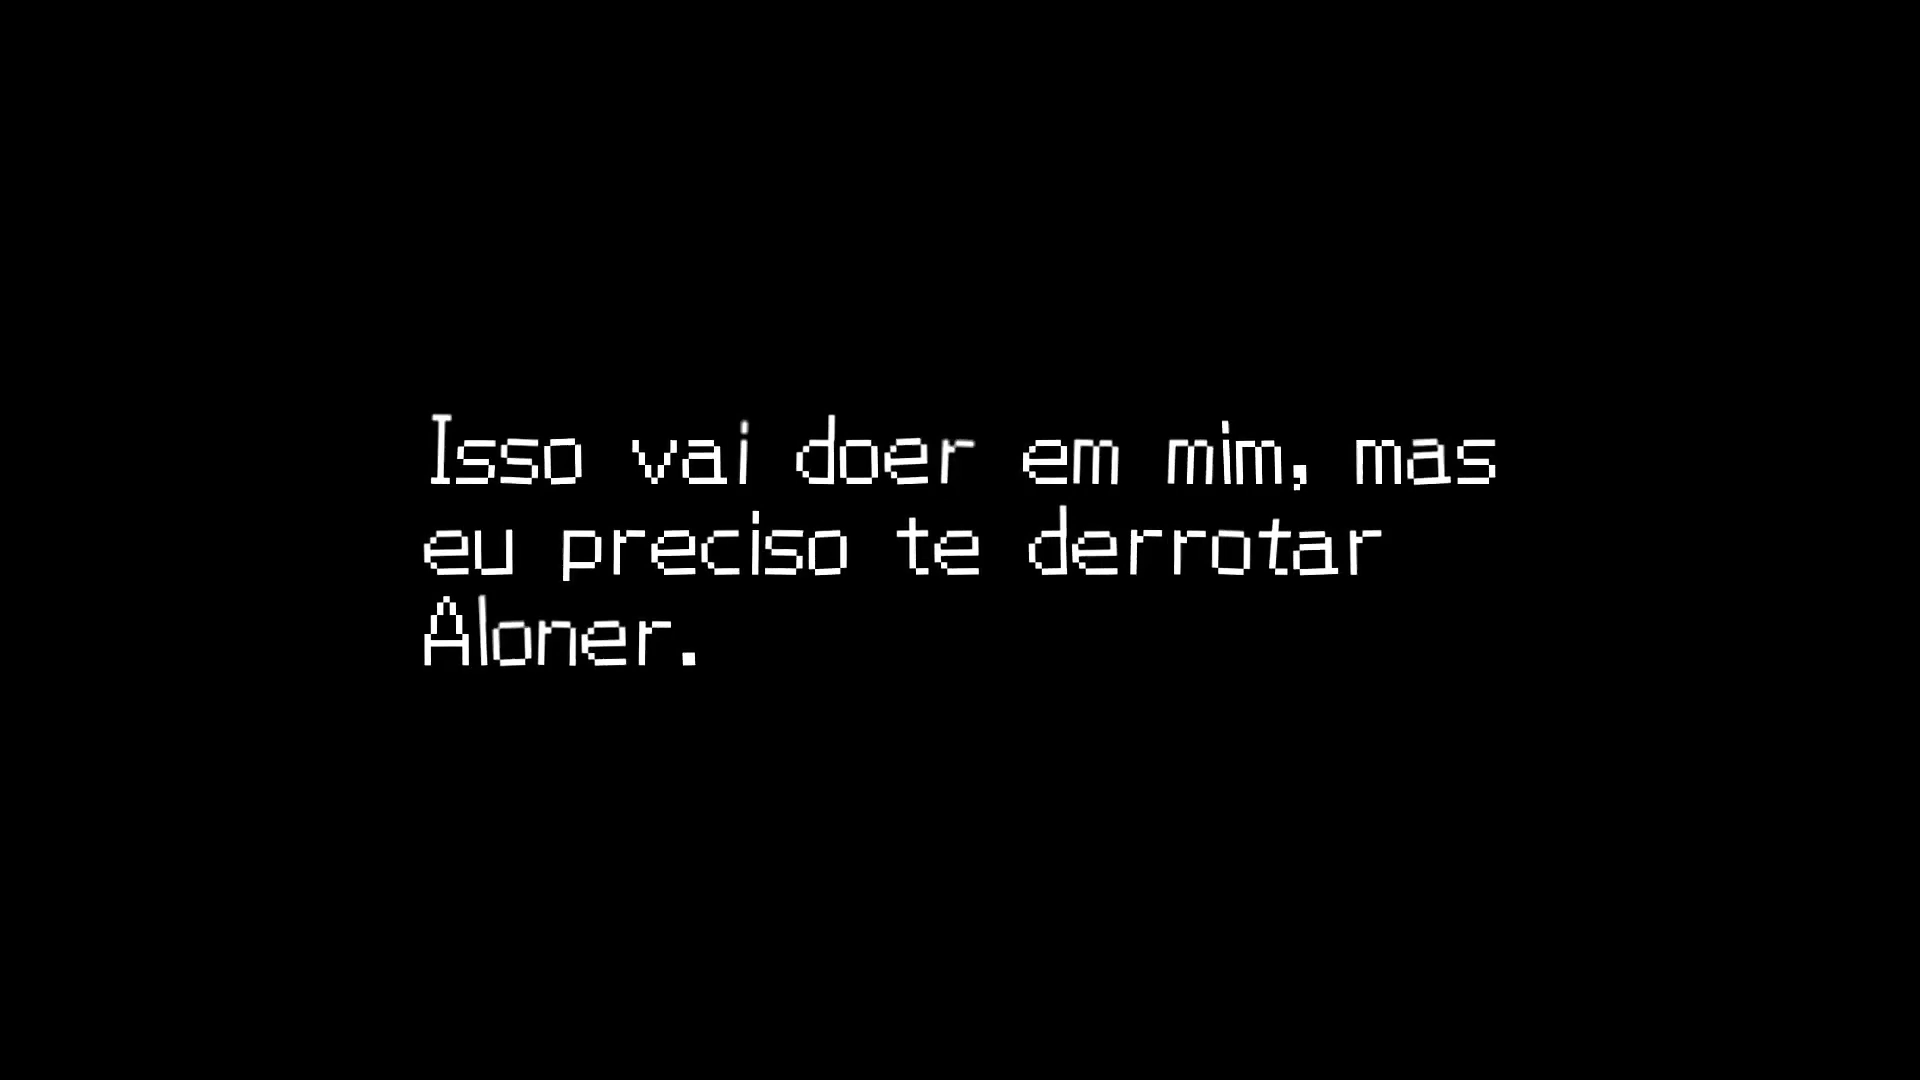 Isso vai doer em mim, mas
eu preciso te derrotar
Aloner.